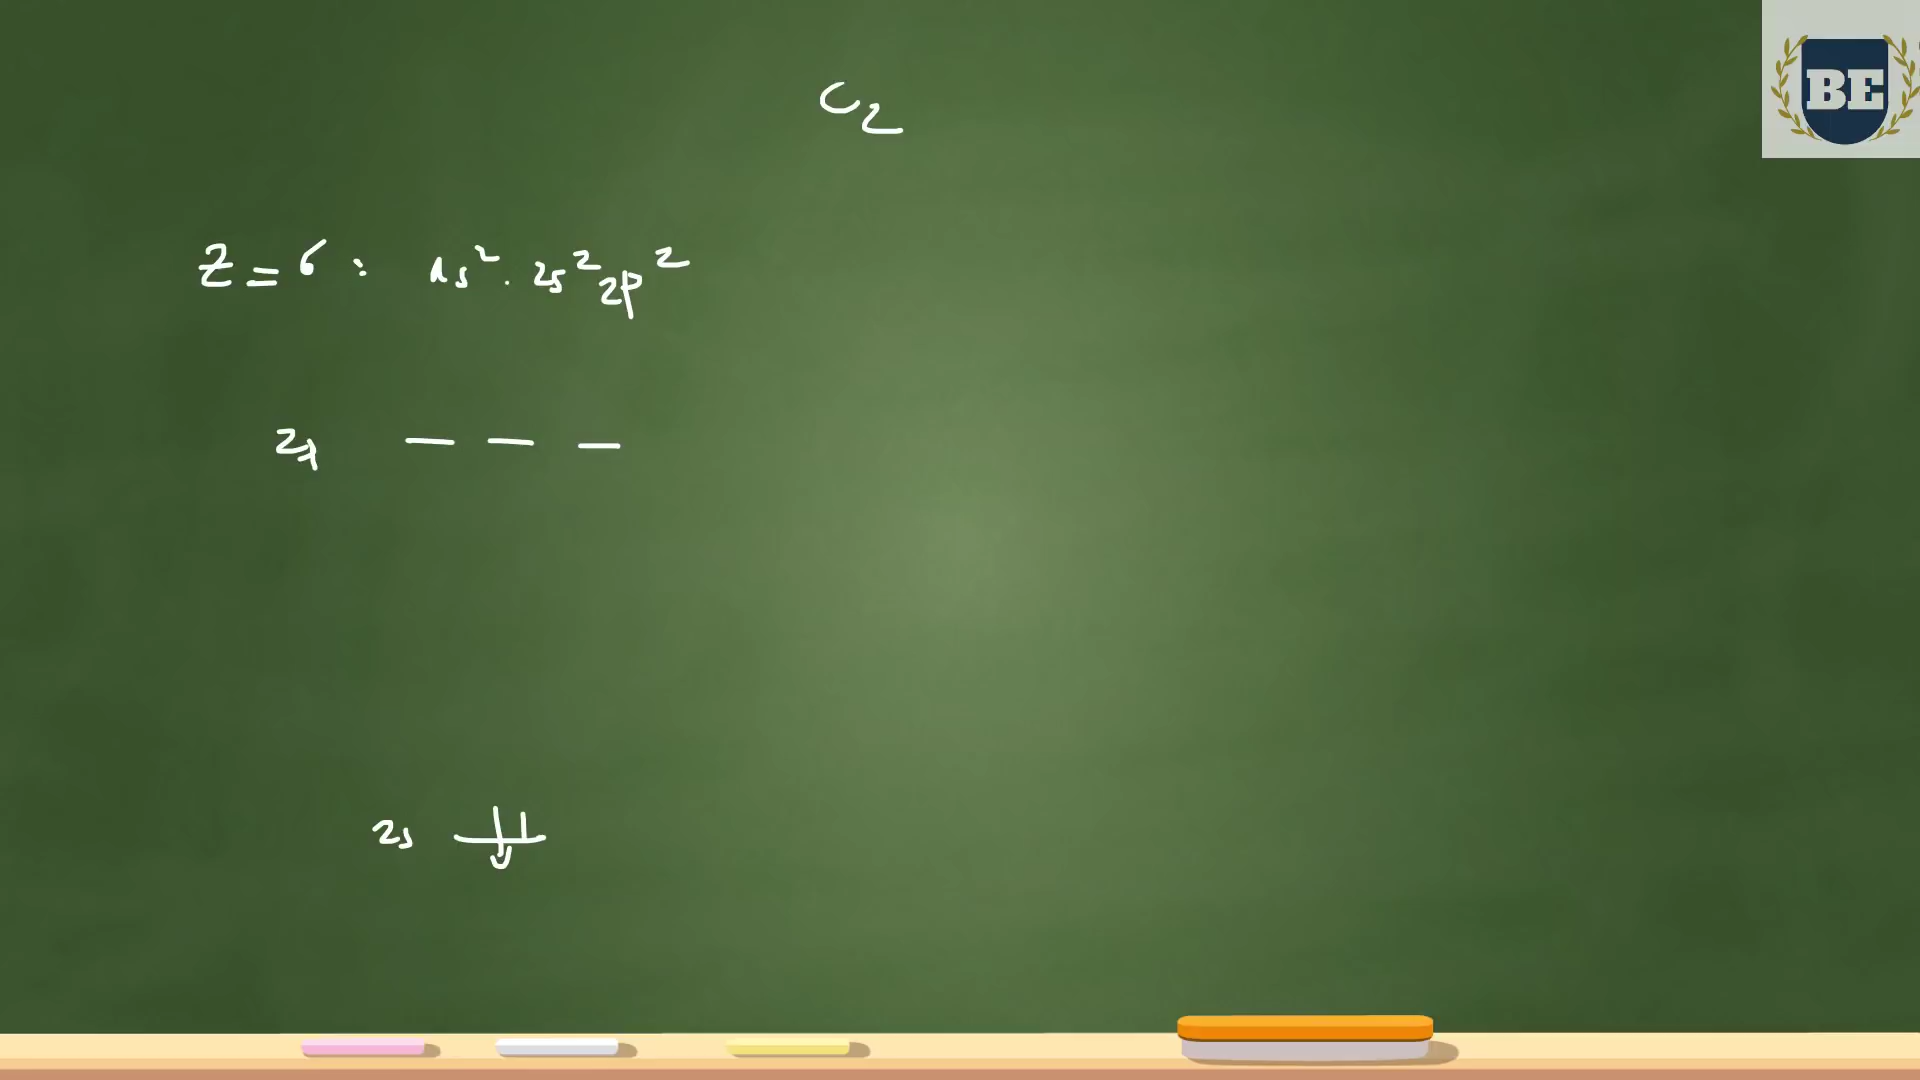 C₂
BE
Z = 6 : 1s² . 2s² 2p²
2p — — —
2s